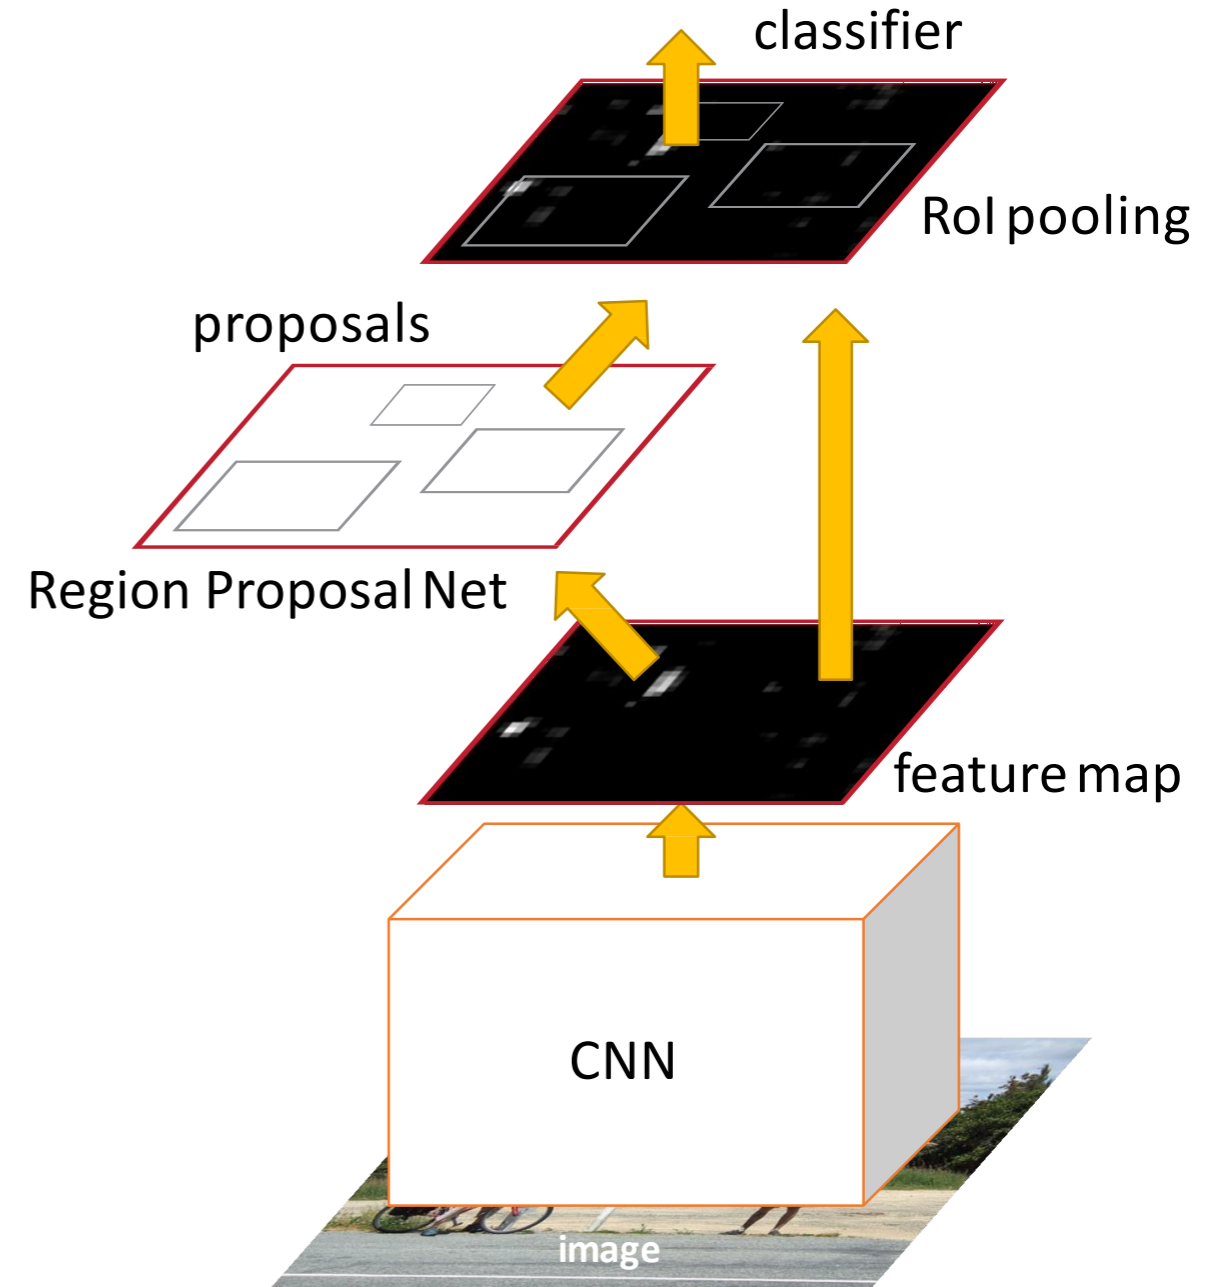 classifier
RoI pooling
proposals
Region Proposal Net
feature map
CNN
image